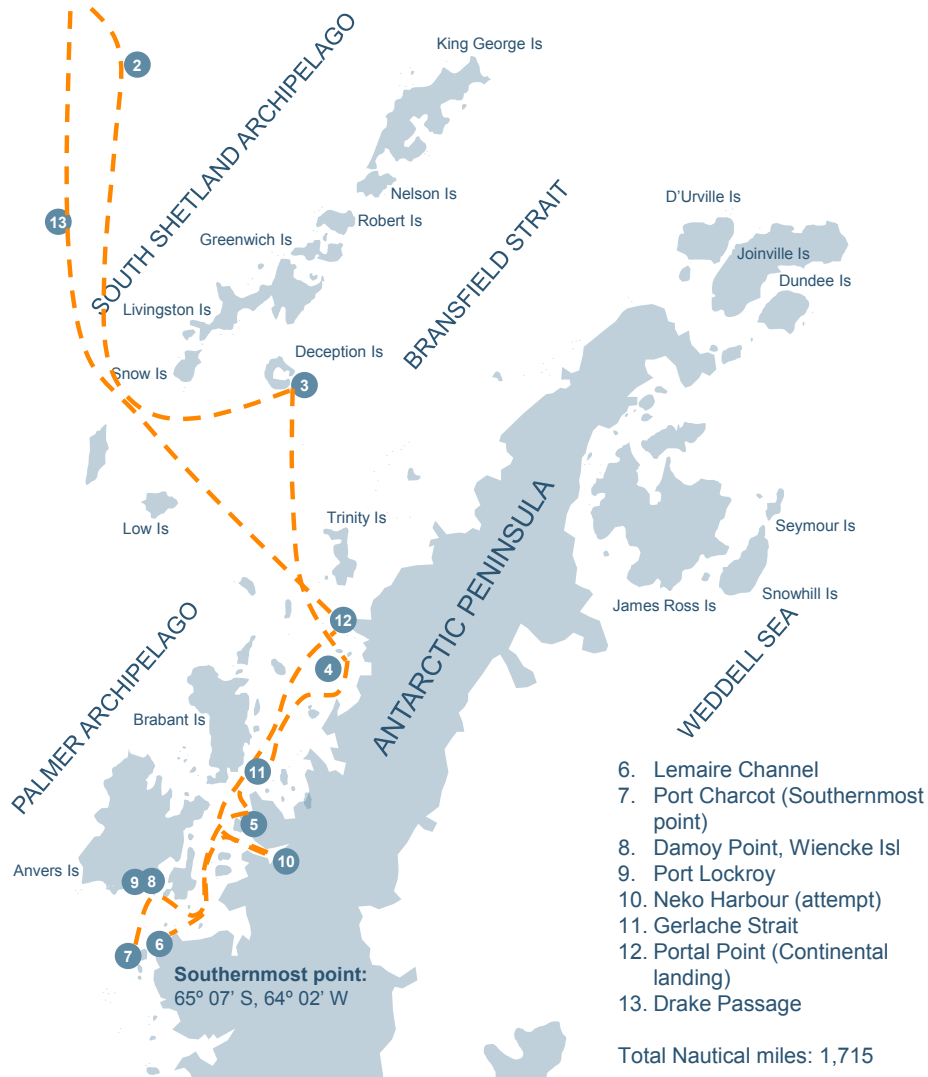 2
SOUTH SHETLAND ARCHIPELAGO
King George Is
Nelson Is
Robert Is
13
Greenwich Is
D'Urville Is
Joinville Is
Dundee Is
BRANSFIELD STRAIT
Livingston Is
Deception Is
Snow Is
3
Low Is
Trinity Is
ANTARCTIC PENINSULA
Seymour Is
Snowhill Is
James Ross Is
12
4
PALMER ARCHIPELAGO
WEDDELL SEA
Brabant Is
11
5
10
Anvers Is
9
8
7
6
Southernmost point:
65º 07' S, 64º 02' W
6. Lemaire Channel
7. Port Charcot (Southernmost
point)
8. Damoy Point, Wiencke Isl
9. Port Lockroy
10. Neko Harbour (attempt)
11. Gerlache Strait
12. Portal Point (Continental
landing)
13. Drake Passage
Total Nautical miles: 1,715